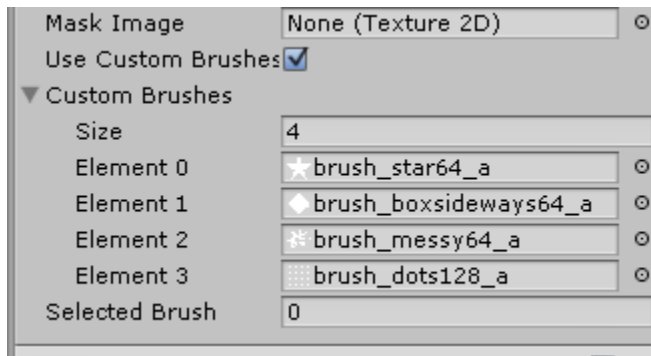 Mask Image None (Texture 2D)
Use Custom Brushes
Custom Brushes
Size 4
Element 0 brush_star64_a
Element 1 brush_boxsideways64_a
Element 2 brush_messy64_a
Element 3 brush_dots128_a
Selected Brush 0